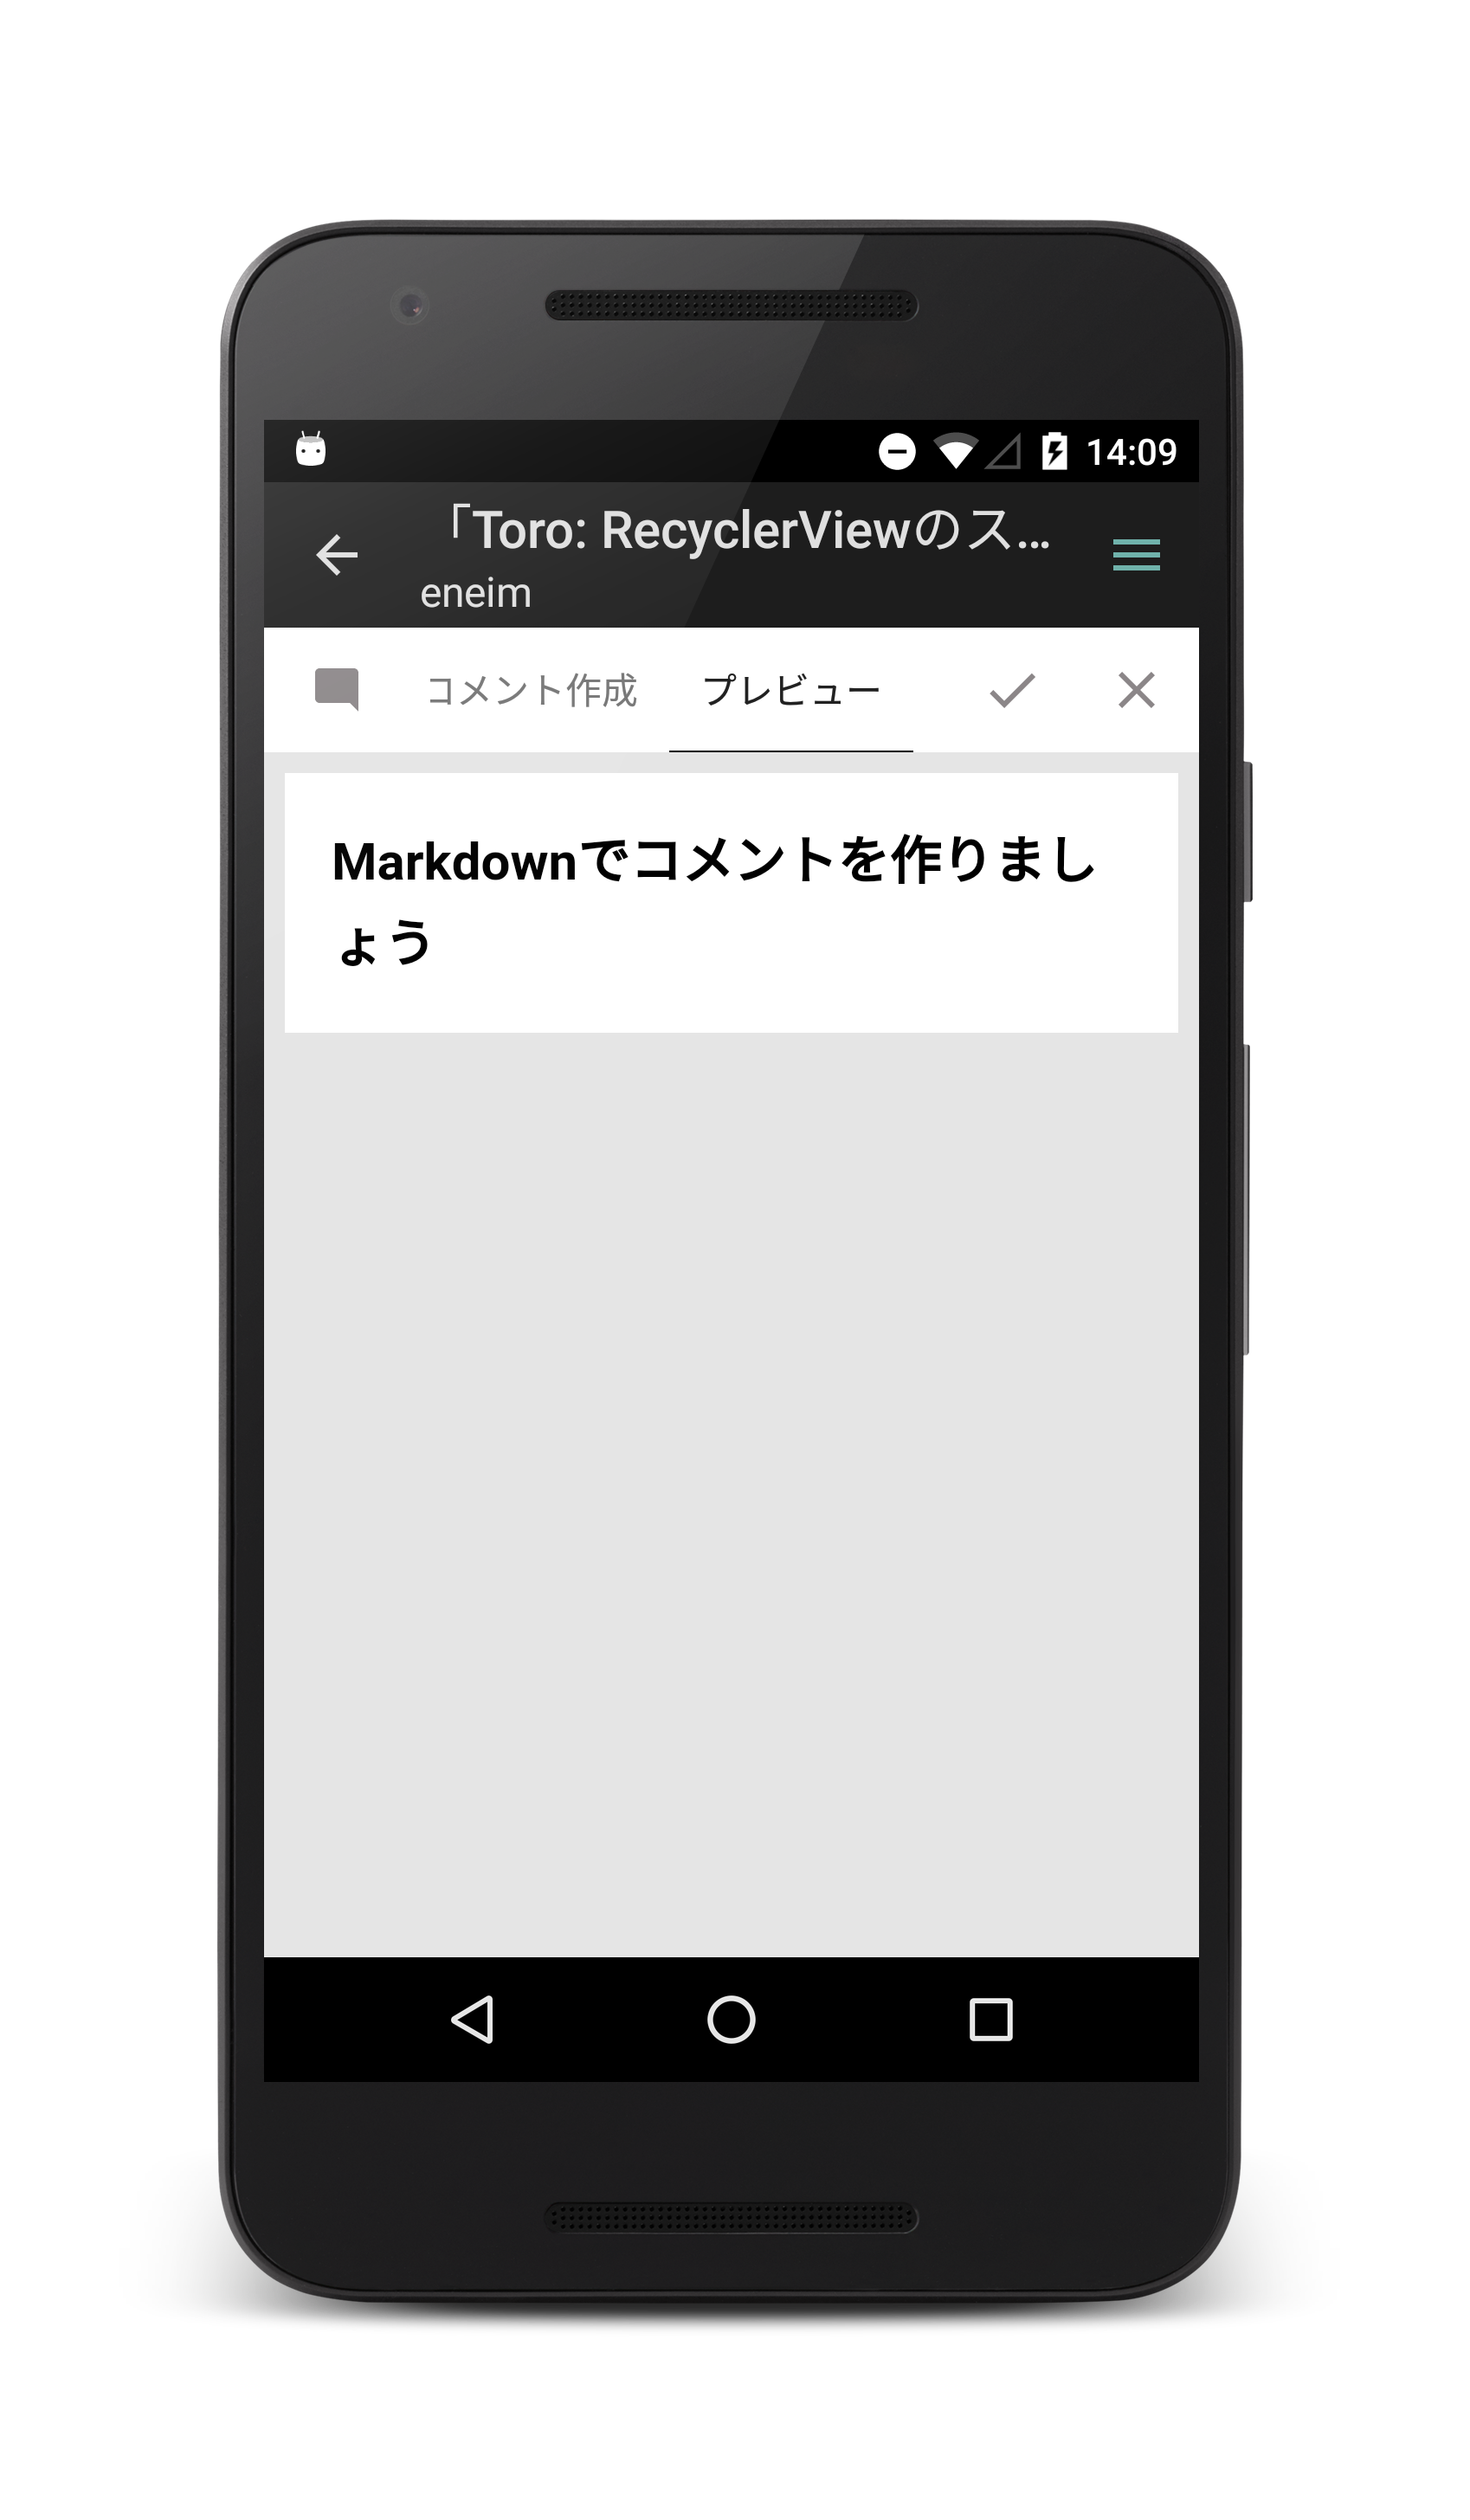 14:09
「Toro: RecyclerViewのス...
eneim
コメント作成 プレビュー
Markdownでコメントを作りまし
ょう